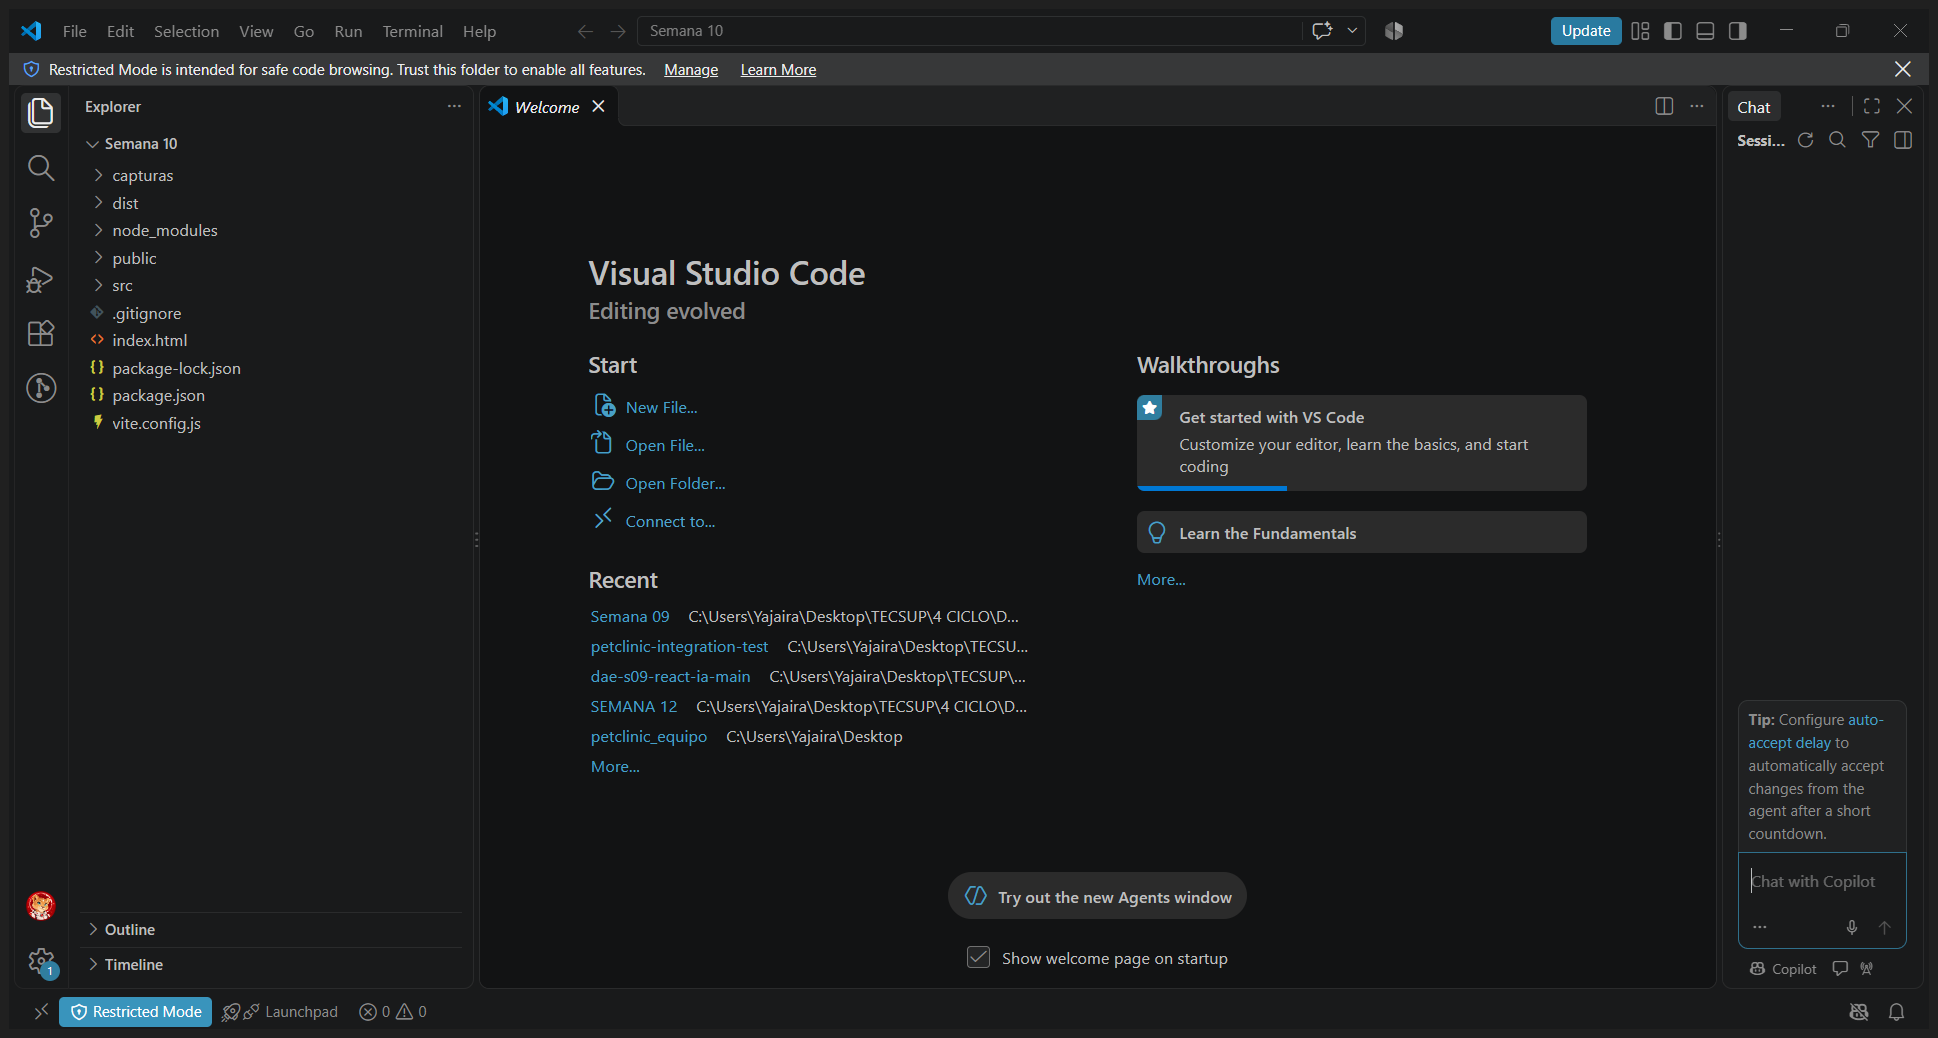 File Edit Selection View Go Run Terminal Help
Semana 10
Update
Restricted Mode is intended for safe code browsing. Trust this folder to enable all features. Manage Learn More
Explorer
Semana 10
capturas
dist
node_modules
public
src
.gitignore
index.html
package-lock.json
package.json
vite.config.js
Outline
Timeline
1
Welcome
Visual Studio Code
Editing evolved
Start
New File...
Open File...
Open Folder...
Connect to...
Recent
Semana 09 C:\Users\Yajaira\Desktop\TECSUP\4 CICLO\D...
petclinic-integration-test C:\Users\Yajaira\Desktop\TECSU...
dae-s09-react-ia-main C:\Users\Yajaira\Desktop\TECSUP\...
SEMANA 12 C:\Users\Yajaira\Desktop\TECSUP\4 CICLO\D...
petclinic_equipo C:\Users\Yajaira\Desktop
More...
Walkthroughs
Get started with VS Code
Customize your editor, learn the basics, and start
coding
Learn the Fundamentals
More...
Try out the new Agents window
Show welcome page on startup
Chat
Sessi...
Tip: Configure auto-
accept delay to
automatically accept
changes from the
agent after a short
countdown.
Chat with Copilot
Copilot
Restricted Mode Launchpad 0 0